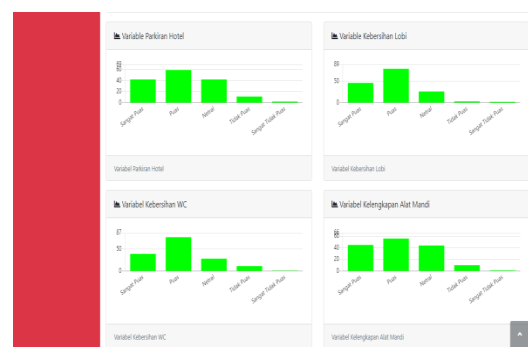 Variable Parkiran Hotel
60
40
20
0
Sangat Puas
Puas
Netral
Tidak Puas
Sangat Tidak Puas
Variabel Parkiran Hotel
Variable Kebersihan Lobi
89
50
0
Sangat Puas
Puas
Netral
Tidak Puas
Sangat Tidak Puas
Variabel Kebersihan Lobi
Variabel Kebersihan WC
87
50
0
Sangat Puas
Puas
Netral
Tidak Puas
Sangat Tidak Puas
Variabel Kebersihan WC
Variabel Kelengkapan Alat Mandi
60
40
20
0
Sangat Puas
Puas
Netral
Tidak Puas
Sangat Tidak Puas
Variabel Kelengkapan Alat Mandi